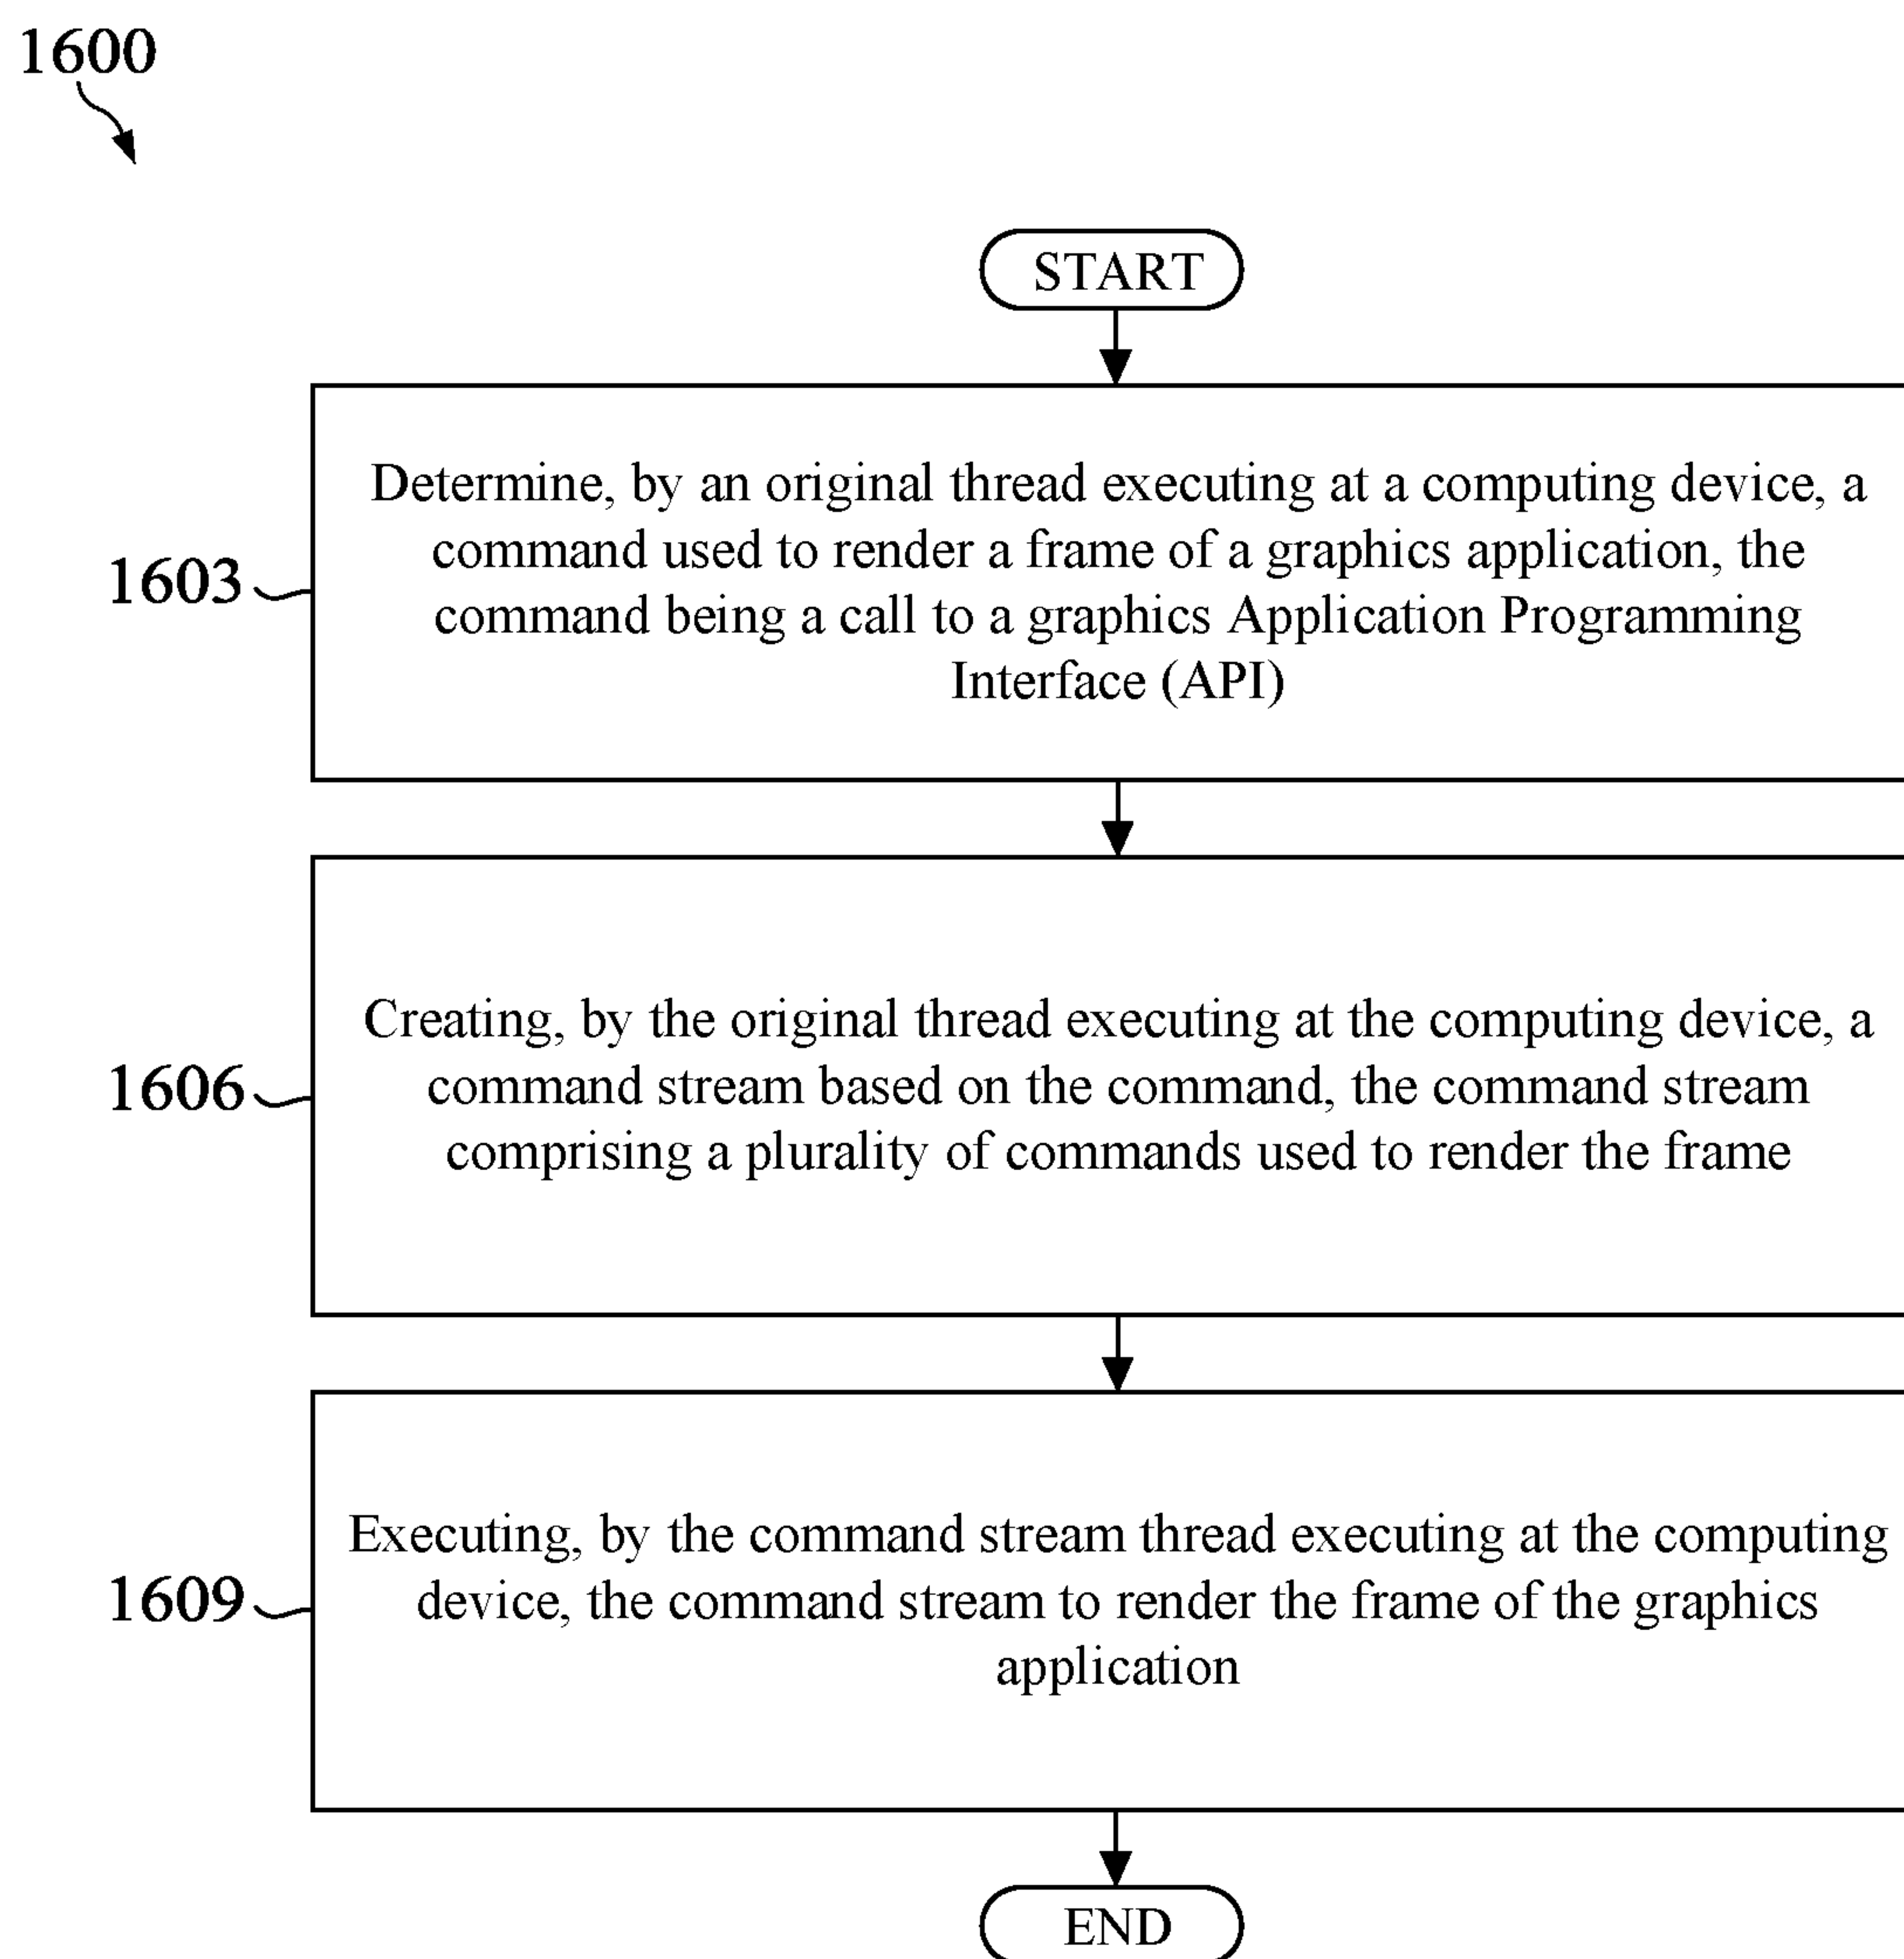 1600
START
Determine, by an original thread executing at a computing device, a
command used to render a frame of a graphics application, the
command being a call to a graphics Application Programming
Interface (API)
1603
Creating, by the original thread executing at the computing device, a
command stream based on the command, the command stream
comprising a plurality of commands used to render the frame
1606
Executing, by the command stream thread executing at the computing
device, the command stream to render the frame of the graphics
application
1609
END